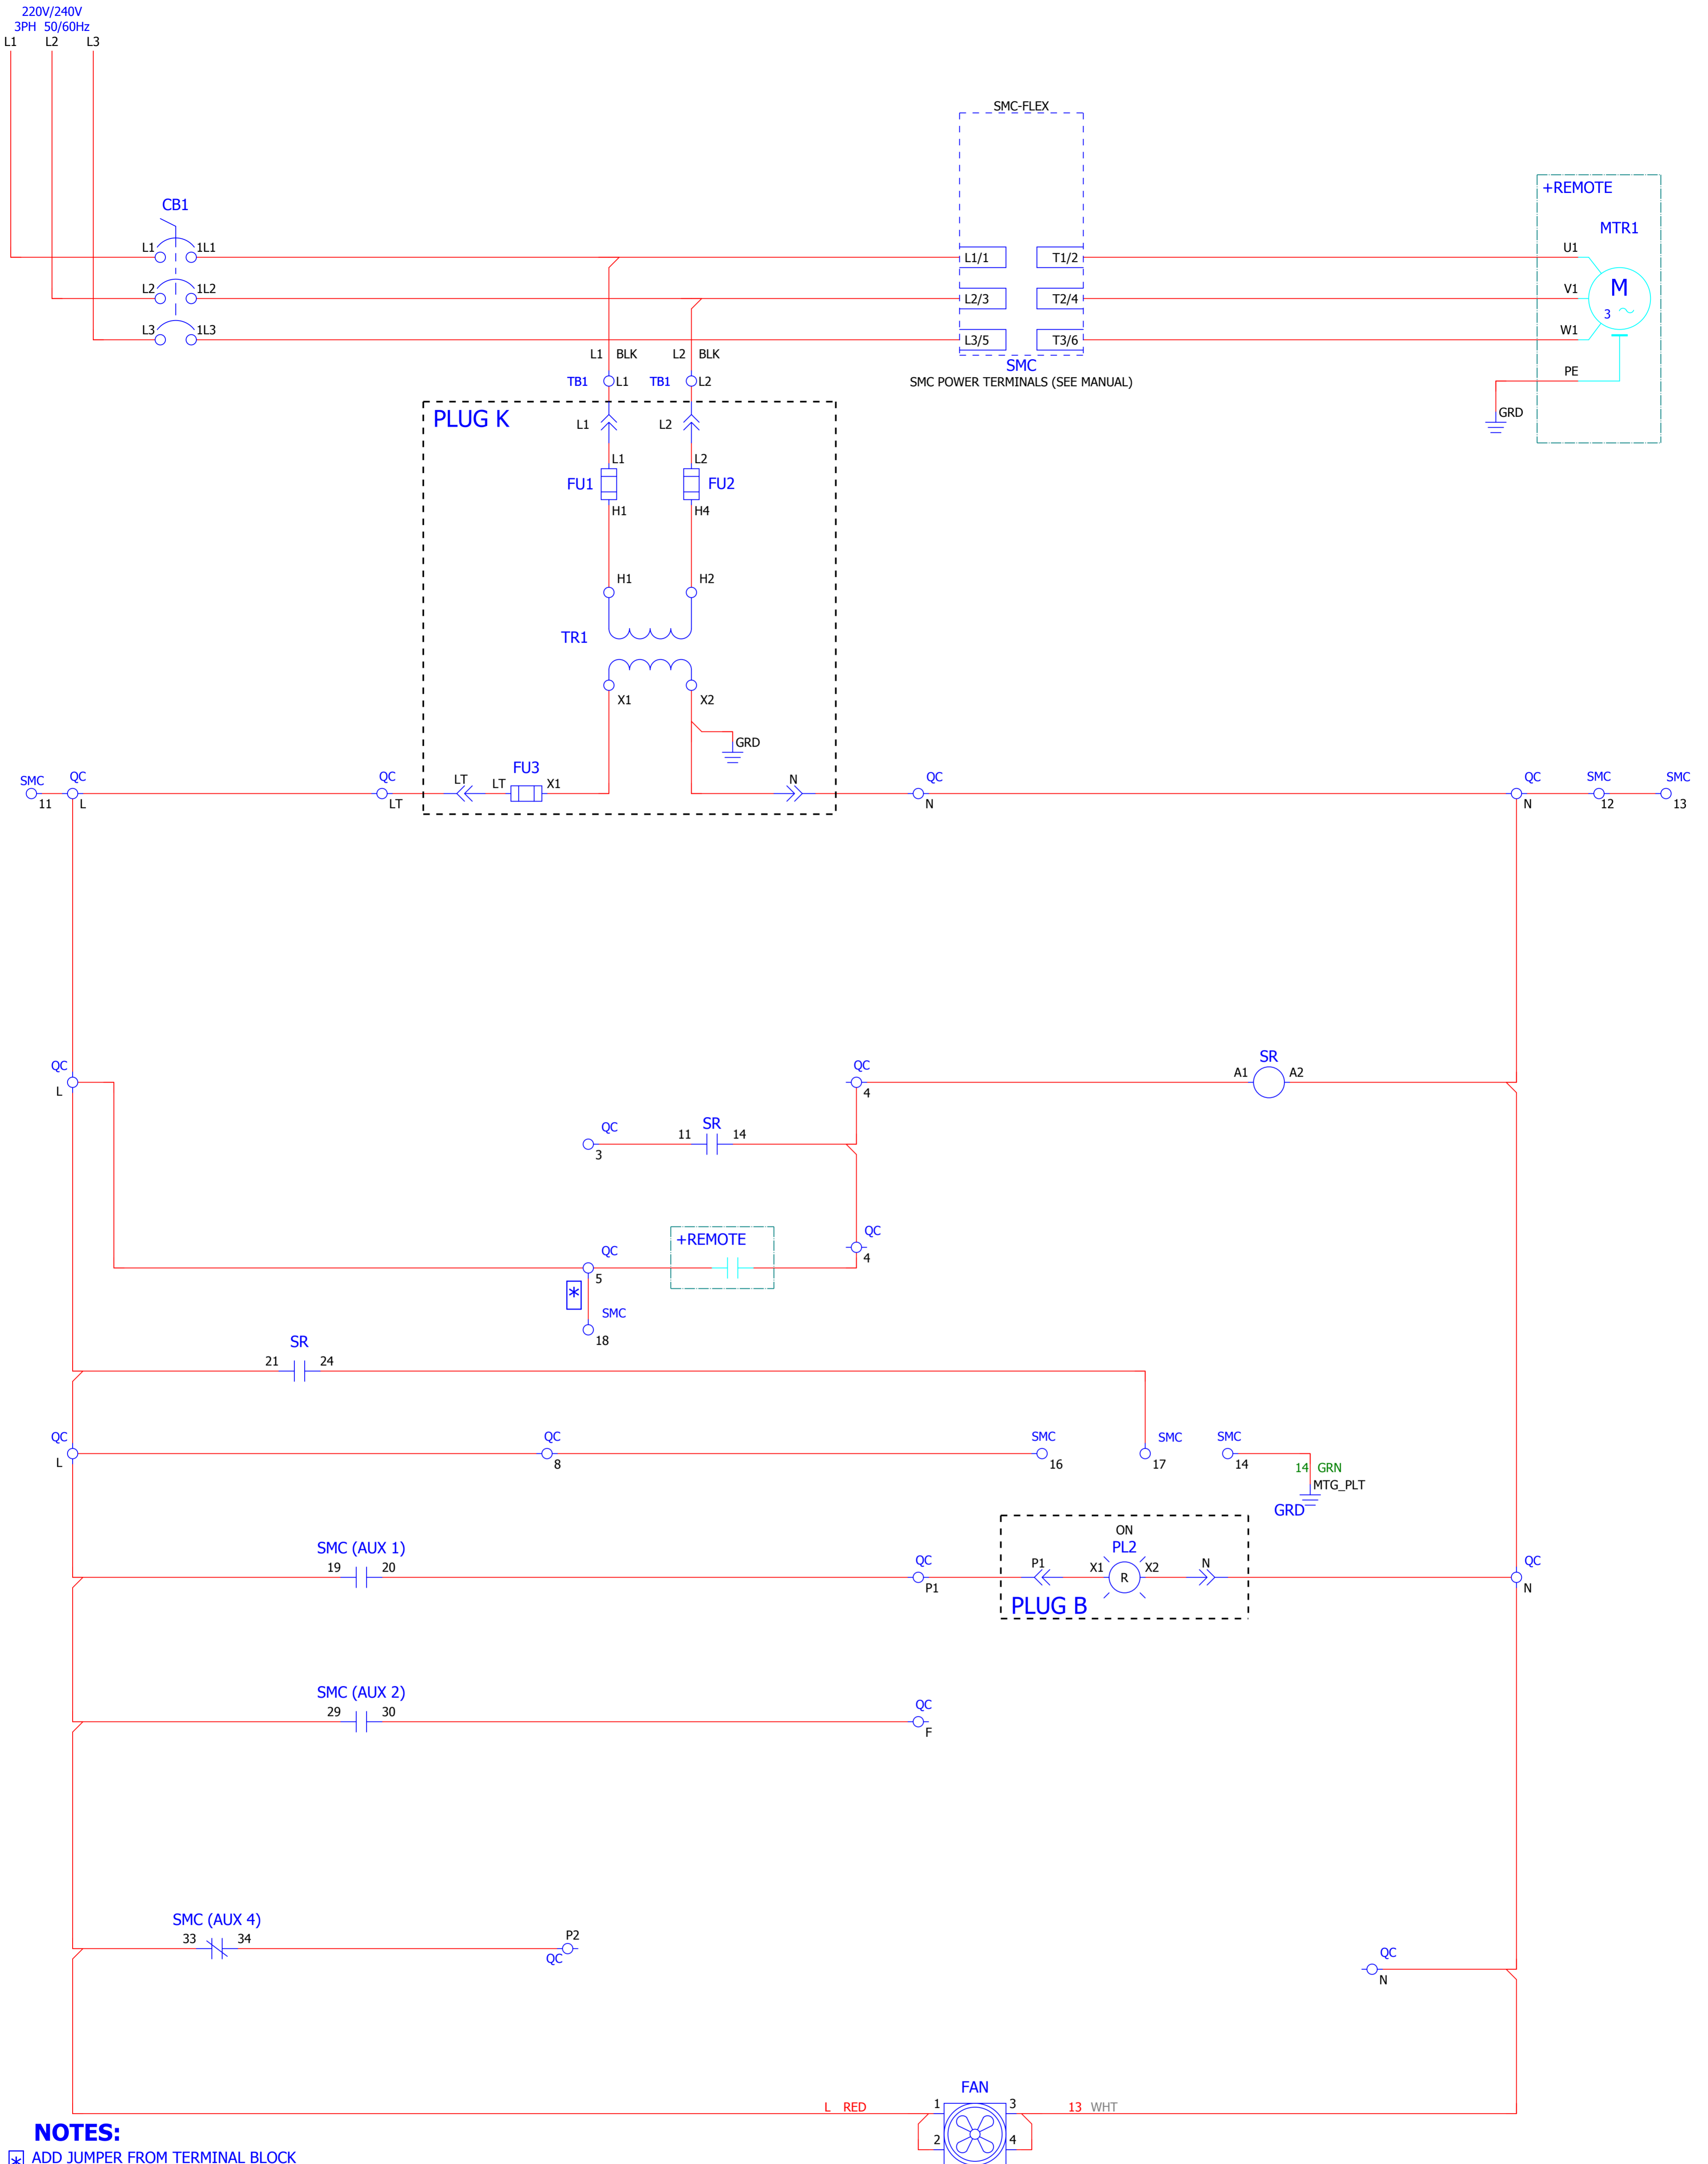 220V/240V
3PH 50/60Hz
L1 L2 L3
SMC-FLEX
+REMOTE
CB1
MTR1
L1 1L1 L1/1 T1/2 U1
L2 1L2 L2/3 T2/4 V1
M
3
L3 1L3 L3/5 T3/6 W1
L1 BLK L2 BLK
SMC
SMC POWER TERMINALS (SEE MANUAL)
PE
TB1 L1 TB1 L2
GRD
PLUG K
L1 L2
L1 L2
FU1 FU2
H1 H4
H1 H2
TR1
X1 X2
GRD
SMC QC QC LT LT FU3 X1 N QC QC SMC SMC
11 L LT N N 12 13
QC QC SR
L 4 A1 A2
QC SR
3 11 14
QC
4
+REMOTE
QC
5
*
SMC
18
SR
21 24
QC QC SMC SMC SMC
L 8 16 17 14
14 GRN
MTG_PLT
GRD
ON
SMC (AUX 1) PL2
19 20 QC P1 X1 R X2 N QC
P1 N
PLUG B
SMC (AUX 2)
29 30 QC
F
SMC (AUX 4)
33 34 P2
QC
QC
N
FAN
L RED 1 3 13 WHT
2 4
NOTES:
* ADD JUMPER FROM TERMINAL BLOCK